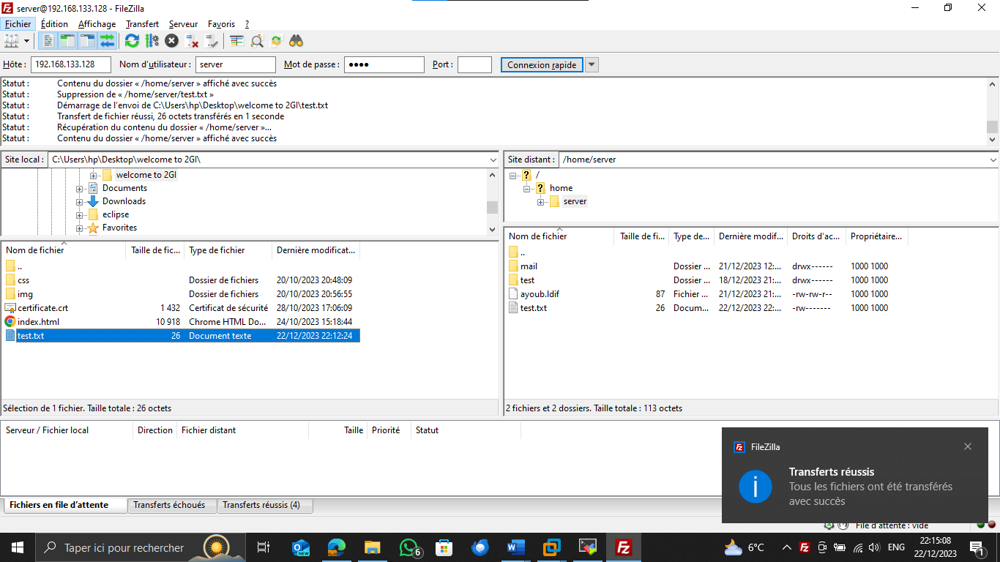 server@192.168.133.128 - FileZilla
Fichier Édition Affichage Transfert Serveur Favoris ?
Hôte : 192.168.133.128 Nom d'utilisateur : server Mot de passe : ●●●● Port : Connexion rapide
Statut : Contenu du dossier « /home/server » affiché avec succès
Statut : Suppression de « /home/server/test.txt »
Statut : Démarrage de l'envoi de C:\Users\hp\Desktop\welcome to 2GI\test.txt
Statut : Transfert de fichier réussi, 26 octets transférés en 1 seconde
Statut : Récupération du contenu du dossier « /home/server »...
Statut : Contenu du dossier « /home/server » affiché avec succès
Site local : C:\Users\hp\Desktop\welcome to 2GI\
welcome to 2GI
Documents
Downloads
eclipse
Favorites
Nom de fichier Taille de fic... Type de fichier Dernière modificat...
..
css Dossier de fichiers 20/10/2023 20:48:09
img Dossier de fichiers 20/10/2023 20:56:55
certificate.crt 1 432 Certificat de sécurité 28/10/2023 17:06:09
index.html 10 918 Chrome HTML Do... 24/10/2023 15:18:44
test.txt 26 Document texte 22/12/2023 22:12:24
Sélection de 1 fichier. Taille totale : 26 octets
Site distant : /home/server
? /
? home
server
Nom de fichier Taille de fi... Type de... Dernière modif... Droits d'ac... Propriétaire...
..
mail Dossier ... 21/12/2023 12:... drwx------ 1000 1000
test Dossier ... 18/12/2023 21:... drwx------ 1000 1000
ayoub.ldif 87 Fichier ... 21/12/2023 21:... -rw-rw-r-- 1000 1000
test.txt 26 Docum... 22/12/2023 22:... -rw------- 1000 1000
2 fichiers et 2 dossiers. Taille totale : 113 octets
Serveur / Fichier local Direction Fichier distant Taille Priorité Statut
FileZilla
Transferts réussis
Tous les fichiers ont été transférés
avec succès
Fichiers en file d'attente Transferts échoués Transferts réussis (4)
File d'attente : vide
Taper ici pour rechercher
NEW
6
6°C
ENG
22:15:08
22/12/2023
1